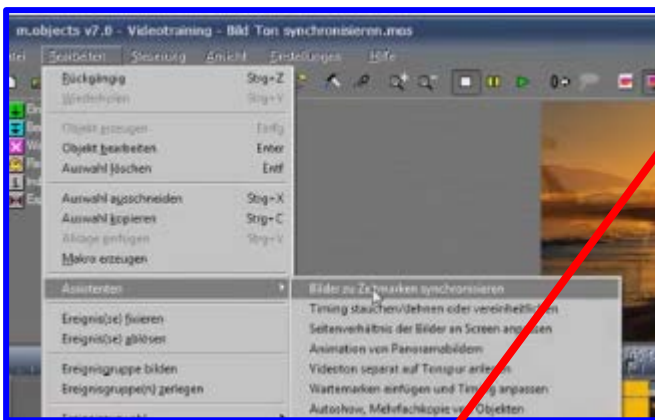 m.objects v7.0 - Videotraining - Bild Ton synchronisieren.mos
Bearbeiten Steuerung Ansicht Einstellungen Hilfe
Rückgängig Strg+Z
Wiederholen Strg+Y
Objekt erzeugen Einfg
Objekt bearbeiten Enter
Auswahl löschen Entf
Auswahl ausschneiden Strg+X
Auswahl kopieren Strg+C
Ablage einfügen Strg+V
Makro erzeugen
Assistenten
Bilder zu Zeitmarken synchronisieren
Timing stauchen/dehnen oder vereinheitlichen
Ereignis(se) fixieren
Seitenverhältnis der Bilder an Screen anpassen
Ereignis(se) ablösen
Animation von Panoramabildern
Videoton separat auf Tonspur anlegen
Ereignisgruppe bilden
Wartemarken einfügen und Timing anpassen
Ereignisgruppe(n) zerlegen
Autoshow, Mehrfachkopie von Objekten